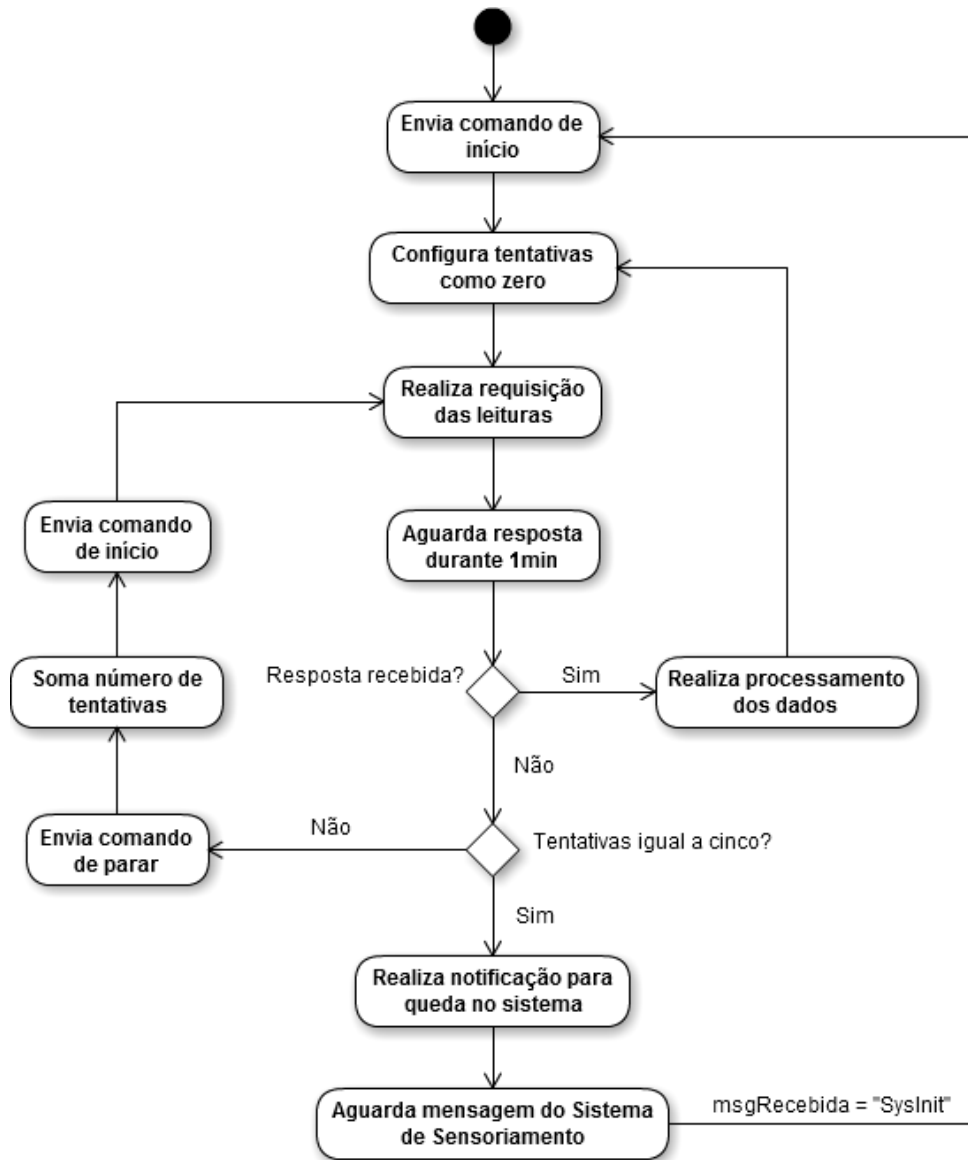 Envia comando de
início
Configura tentativas
como zero
Realiza requisição
das leituras
Envia comando
de início
Aguarda resposta
durante 1min
Soma número de
tentativas
Resposta recebida?
Sim
Realiza processamento
dos dados
Não
Envia comando
de parar
Não
Tentativas igual a cinco?
Sim
Realiza notificação para
queda no sistema
Aguarda mensagem do Sistema
de Sensoriamento
msgRecebida = "SysInit"